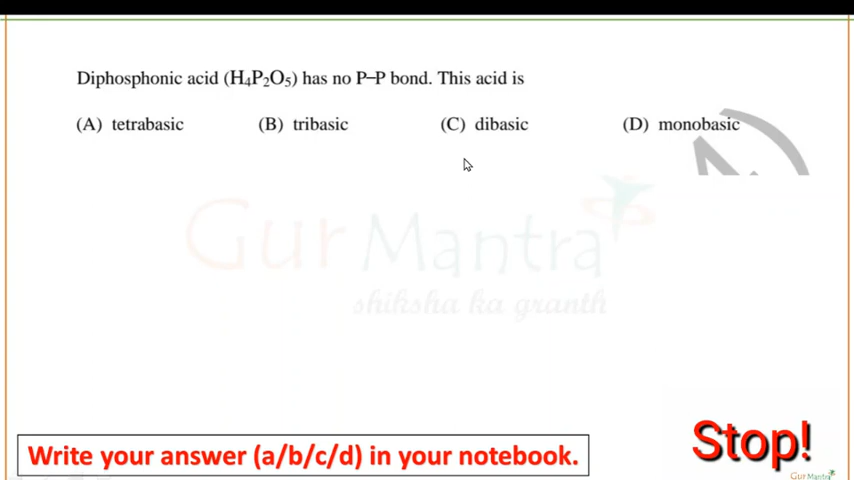 Diphosphonic acid (H₄P₂O₅) has no P–P bond. This acid is
(A) tetrabasic (B) tribasic (C) dibasic (D) monobasic
Gur Mantra
shiksha ka granth
Write your answer (a/b/c/d) in your notebook.
Stop!
Gur Mantra